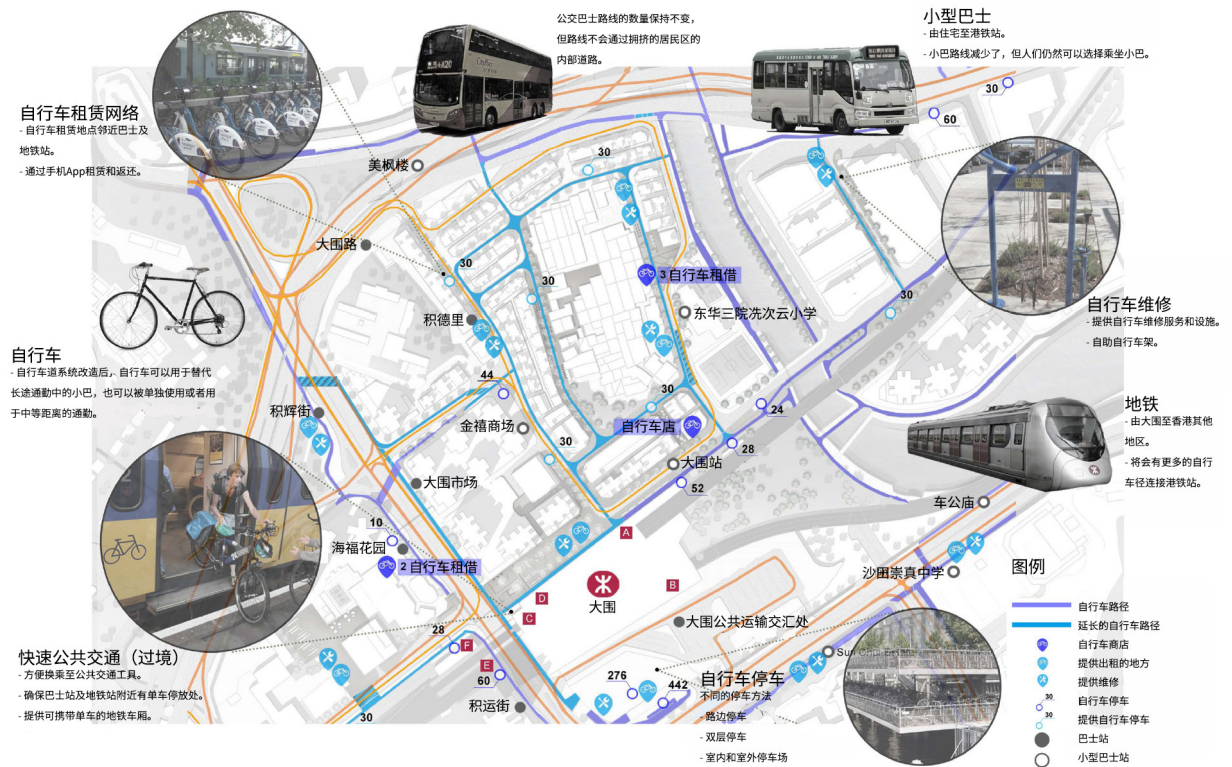 公交巴士路线的数量保持不变，
但路线不会通过拥挤的居民区的
内部道路。
小型巴士
- 由住宅至港铁站。
- 小巴路线减少了，但人们仍然可以选择乘坐小巴。
自行车租赁网络
- 自行车租赁地点邻近巴士及
地铁站。
- 通过手机App租赁和返还。
自行车
- 自行车道系统改造后，自行车可以用于替代
长途通勤中的小巴，也可以被单独使用或者用
于中等距离的通勤。
快速公共交通（过境）
- 方便换乘至公共交通工具。
- 确保巴士站及地铁站附近有单车停放处。
- 提供可携带单车的地铁车厢。
自行车维修
- 提供自行车维修服务和设施。
- 自助自行车架。
地铁
- 由大围至香港其他
地区。
- 将会有更多的自行
车径连接港铁站。
自行车停车
不同的停车方法
- 路边停车
- 双层停车
- 室内和室外停车场
CityBus
A20
30
60
美枫楼
30
大围路
30
30
3 自行车租借
30
积德里
东华三院冼次云小学
44
积辉街
金禧商场
30
24
自行车店
30
28
大围站
52
大围市场
车公庙
10
海福花园
2 自行车租借
A
B
C
D
大围
沙田崇真中学
大围公共运输交汇处
28
F
E
60
Sun
276
442
积运街
30
图例
自行车路径
延长的自行车路径
自行车商店
提供出租的地方
提供维修
30
自行车停车
30
提供自行车停车
巴士站
小型巴士站